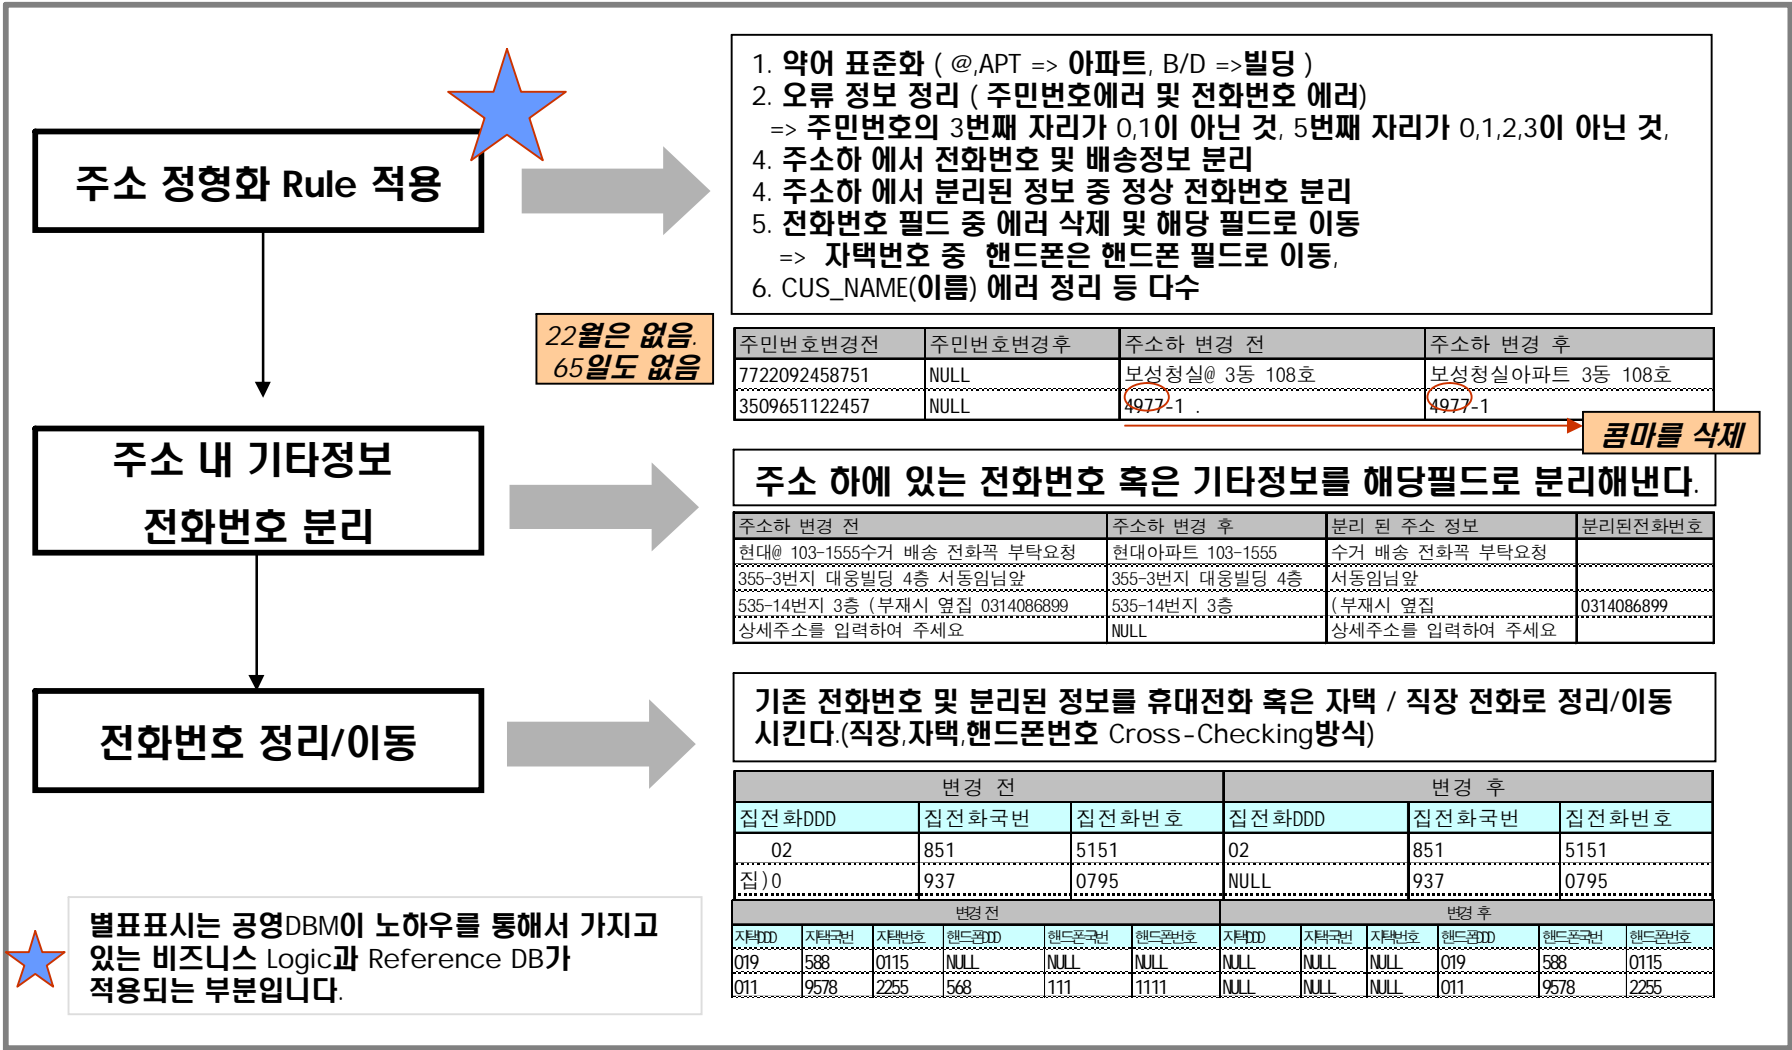 1. 약어 표준화 ( @,APT => 아파트, B/D =>빌딩 )
2. 오류 정보 정리 ( 주민번호에러 및 전화번호 에러)
=> 주민번호의 3번째 자리가 0,1이 아닌 것, 5번째 자리가 0,1,2,3이 아닌 것,
4. 주소하 에서 전화번호 및 배송정보 분리
4. 주소하 에서 분리된 정보 중 정상 전화번호 분리
5. 전화번호 필드 중 에러 삭제 및 해당 필드로 이동
=> 자택번호 중 핸드폰은 핸드폰 필드로 이동,
6. CUS_NAME(이름) 에러 정리 등 다수
주소 정형화 Rule 적용
22월은 없음.
65일도 없음
주민번호변경전 주민번호변경후 주소하 변경 전 주소하 변경 후
7722092458751 NULL 보성청실@ 3동 108호 보성청실아파트 3동 108호
3509651122457 NULL 4977-1 . 4977-1
콤마를 삭제
주소 내 기타정보
전화번호 분리
주소 하에 있는 전화번호 혹은 기타정보를 해당필드로 분리해낸다.
주소하 변경 전 주소하 변경 후 분리 된 주소 정보 분리된전화번호
현대@ 103-1555수거 배송 전화꼭 부탁요청 현대아파트 103-1555 수거 배송 전화꼭 부탁요청
355-3번지 대웅빌딩 4층 서동임님앞 355-3번지 대웅빌딩 4층 서동임님앞
535-14번지 3층 (부재시 옆집 0314086899 535-14번지 3층 (부재시 옆집 0314086899
상세주소를 입력하여 주세요 NULL 상세주소를 입력하여 주세요
전화번호 정리/이동
기존 전화번호 및 분리된 정보를 휴대전화 혹은 자택 / 직장 전화로 정리/이동
시킨다.(직장,자택,핸드폰번호 Cross-Checking방식)
변경 전 변경 후
집전화DDD 집전화국번 집전화번호 집전화DDD 집전화국번 집전화번호
02 851 5151 02 851 5151
집)0 937 0795 NULL 937 0795
변경 전 변경 후
자택DDD 자택국번 자택번호 핸드폰DDD 핸드폰국번 핸드폰번호 자택DDD 자택국번 자택번호 핸드폰DDD 핸드폰국번 핸드폰번호
019 588 0115 NULL NULL NULL NULL NULL NULL 019 588 0115
011 9578 2255 568 111 1111 NULL NULL NULL 011 9578 2255
별표표시는 공영DBM이 노하우를 통해서 가지고
있는 비즈니스 Logic과 Reference DB가
적용되는 부분입니다.